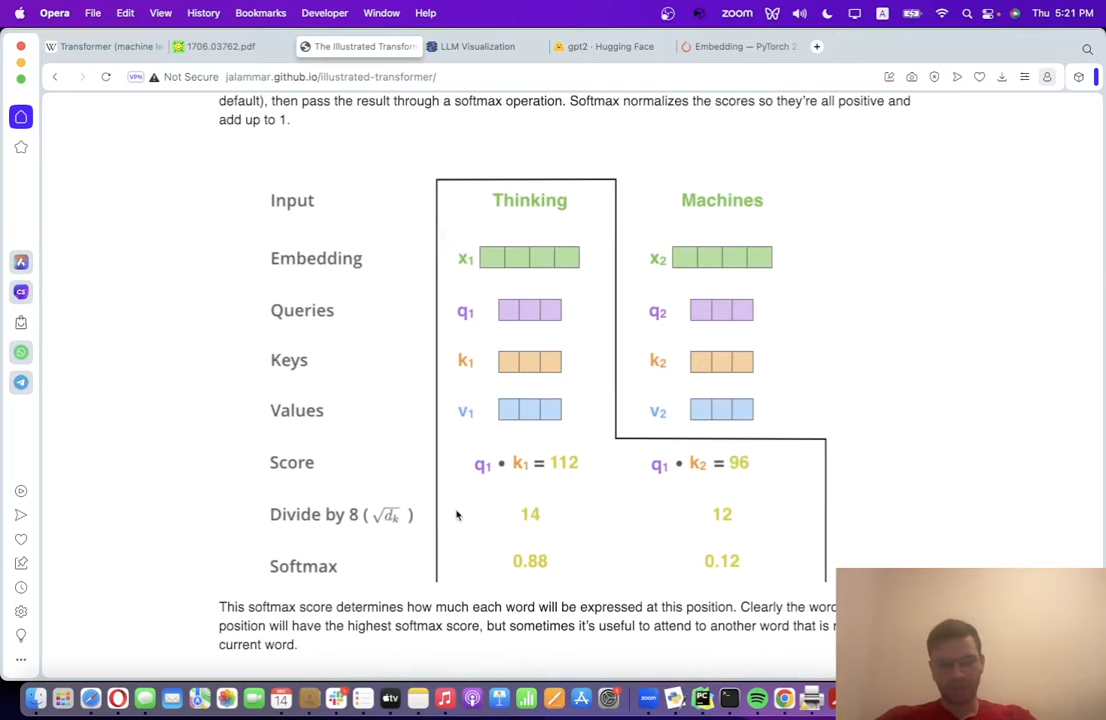 Opera File Edit View History Bookmarks Developer Window Help zoom A Thu 5:21 PM
Transformer (machine le 1706.03762.pdf The Illustrated Transform LLM Visualization gpt2 · Hugging Face Embedding — PyTorch 2.
VPN Not Secure jalammar.github.io/illustrated-transformer/
default), then pass the result through a softmax operation. Softmax normalizes the scores so they're all positive and
add up to 1.
Input Thinking Machines
Embedding x₁ x₂
Queries q₁ q₂
Keys k₁ k₂
Values v₁ v₂
Score q₁ • k₁ = 112 q₁ • k₂ = 96
Divide by 8 ( √dₖ ) 14 12
Softmax 0.88 0.12
This softmax score determines how much each word will be expressed at this position. Clearly the word
position will have the highest softmax score, but sometimes it's useful to attend to another word that is
current word.